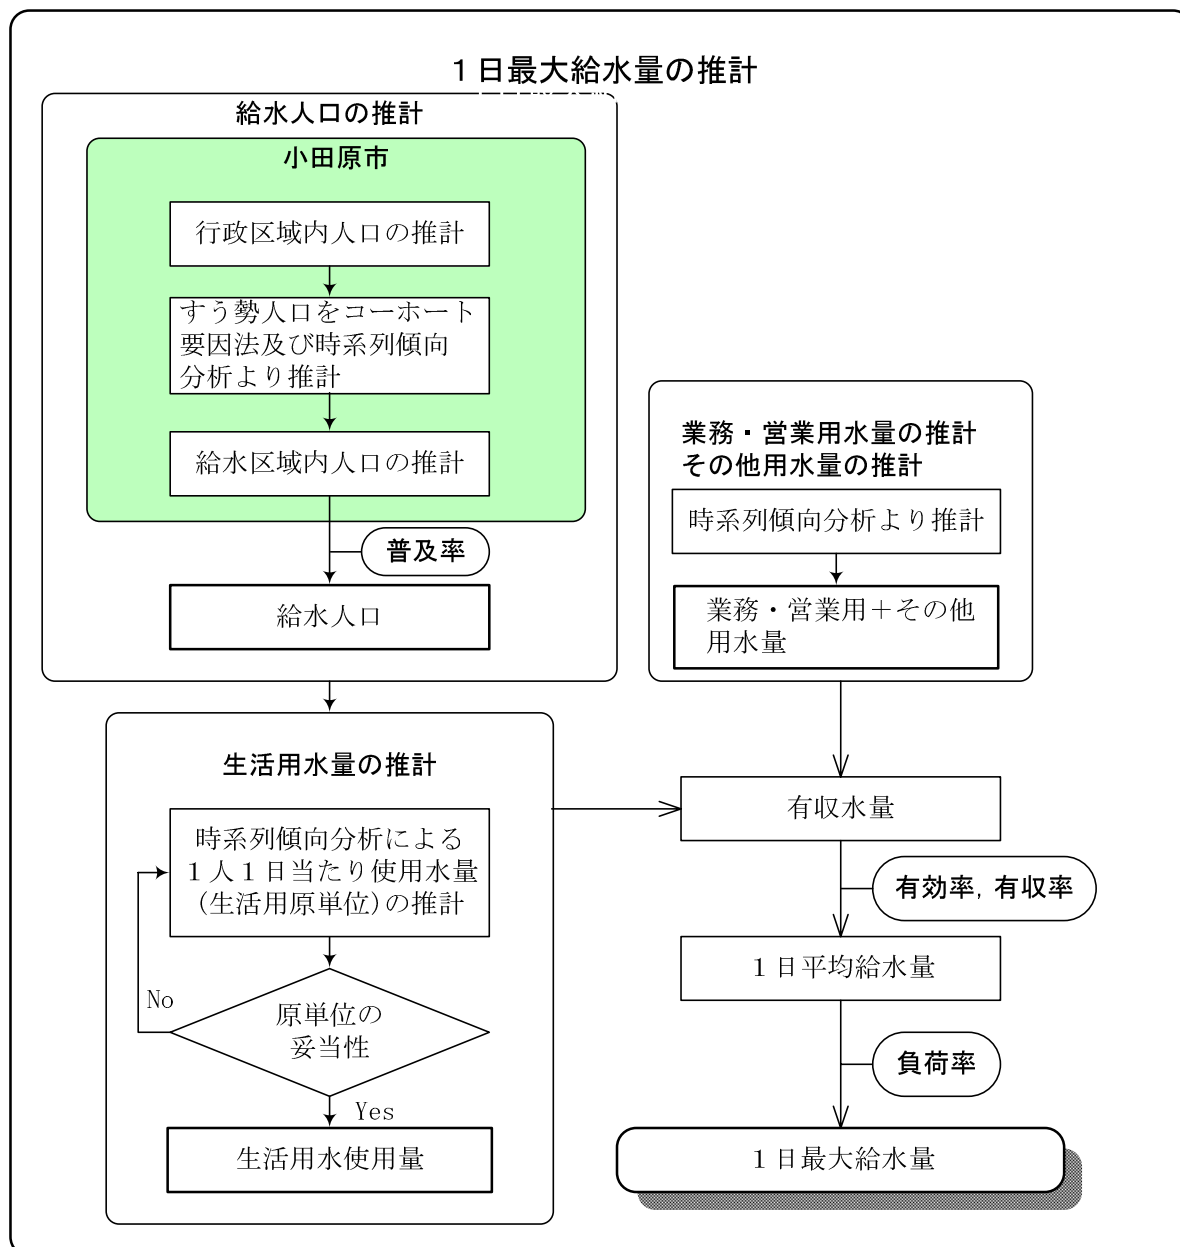 １日最大給水量の推計
給水人口の推計
小田原市
行政区域内人口の推計
すう勢人口をコーホート
要因法及び時系列傾向
分析より推計
給水区域内人口の推計
普及率
給水人口
業務・営業用水量の推計
その他用水量の推計
時系列傾向分析より推計
業務・営業用＋その他
用水量
生活用水量の推計
時系列傾向分析による
１人１日当たり使用水量
(生活用原単位)の推計
No
原単位の
妥当性
Yes
生活用水使用量
有収水量
有効率, 有収率
１日平均給水量
負荷率
１日最大給水量